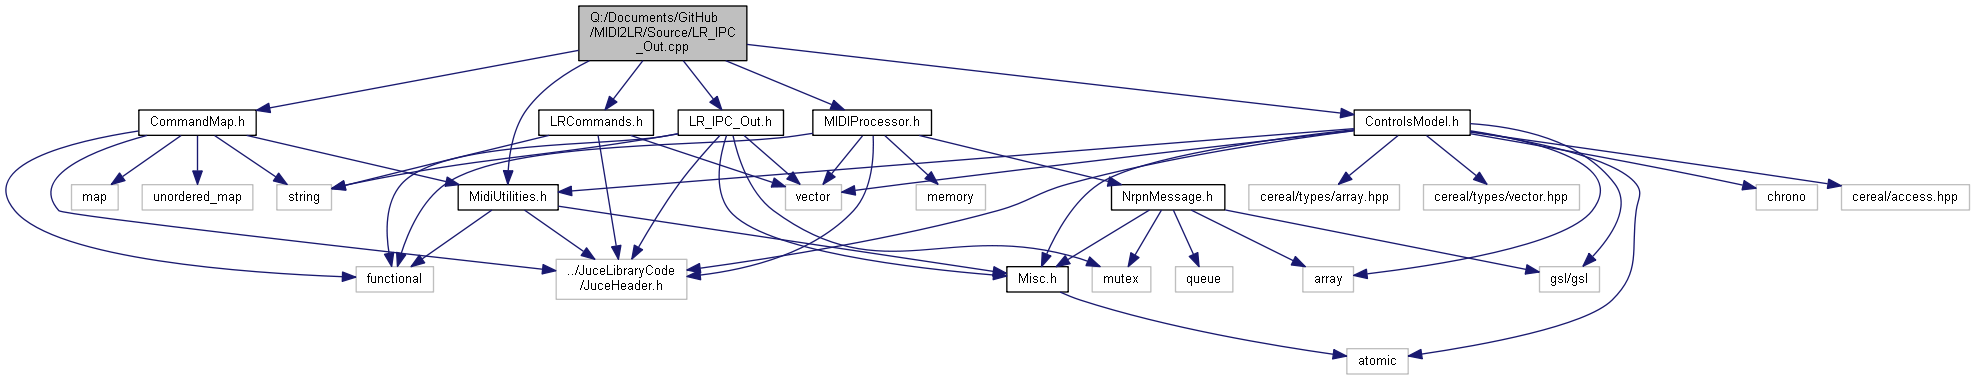 Q:/Documents/GitHub
/MIDI2LR/Source/LR_IPC
_Out.cpp
CommandMap.h
LRCommands.h
LR_IPC_Out.h
MIDIProcessor.h
ControlsModel.h
map
unordered_map
string
MidiUtilities.h
vector
memory
NrpnMessage.h
cereal/types/array.hpp
cereal/types/vector.hpp
chrono
cereal/access.hpp
functional
../JuceLibraryCode
/JuceHeader.h
Misc.h
mutex
queue
array
gsl/gsl
atomic